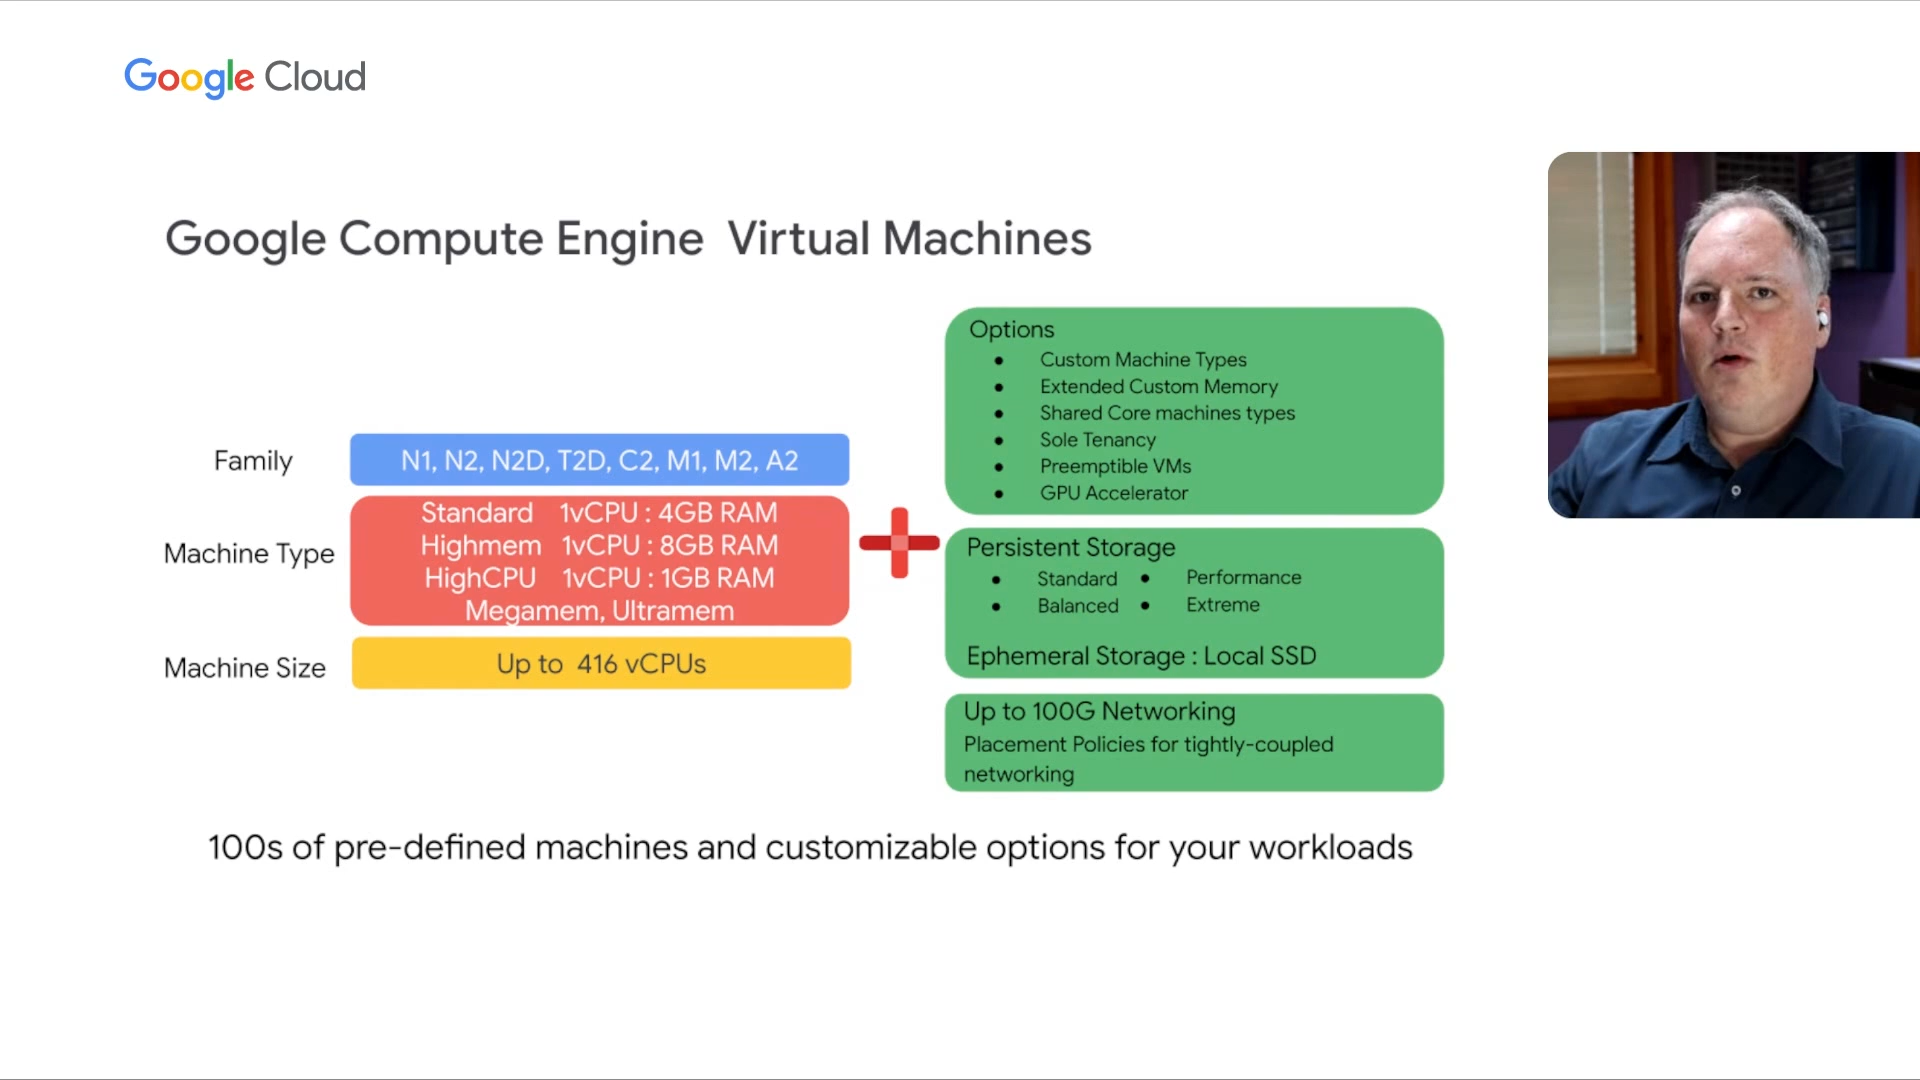 Google Cloud
Google Compute Engine Virtual Machines
Family
N1, N2, N2D, T2D, C2, M1, M2, A2
Machine Type
Standard 1vCPU : 4GB RAM
Highmem 1vCPU : 8GB RAM
HighCPU 1vCPU : 1GB RAM
Megamem, Ultramem
Machine Size
Up to 416 vCPUs
Options
• Custom Machine Types
• Extended Custom Memory
• Shared Core machines types
• Sole Tenancy
• Preemptible VMs
• GPU Accelerator
Persistent Storage
• Standard • Performance
• Balanced • Extreme
Ephemeral Storage : Local SSD
Up to 100G Networking
Placement Policies for tightly-coupled
networking
100s of pre-defined machines and customizable options for your workloads